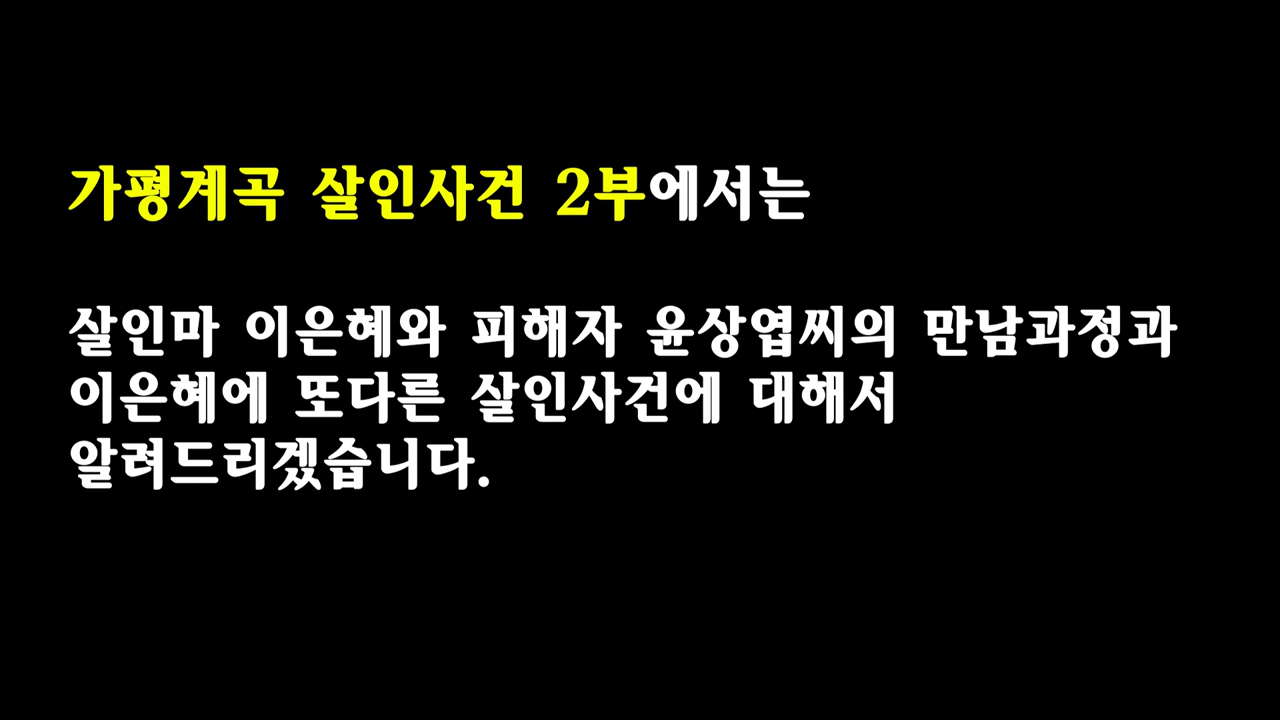 가평계곡 살인사건 2부에서는
살인마 이은혜와 피해자 윤상엽씨의 만남과정과
이은혜에 또다른 살인사건에 대해서
알려드리겠습니다.